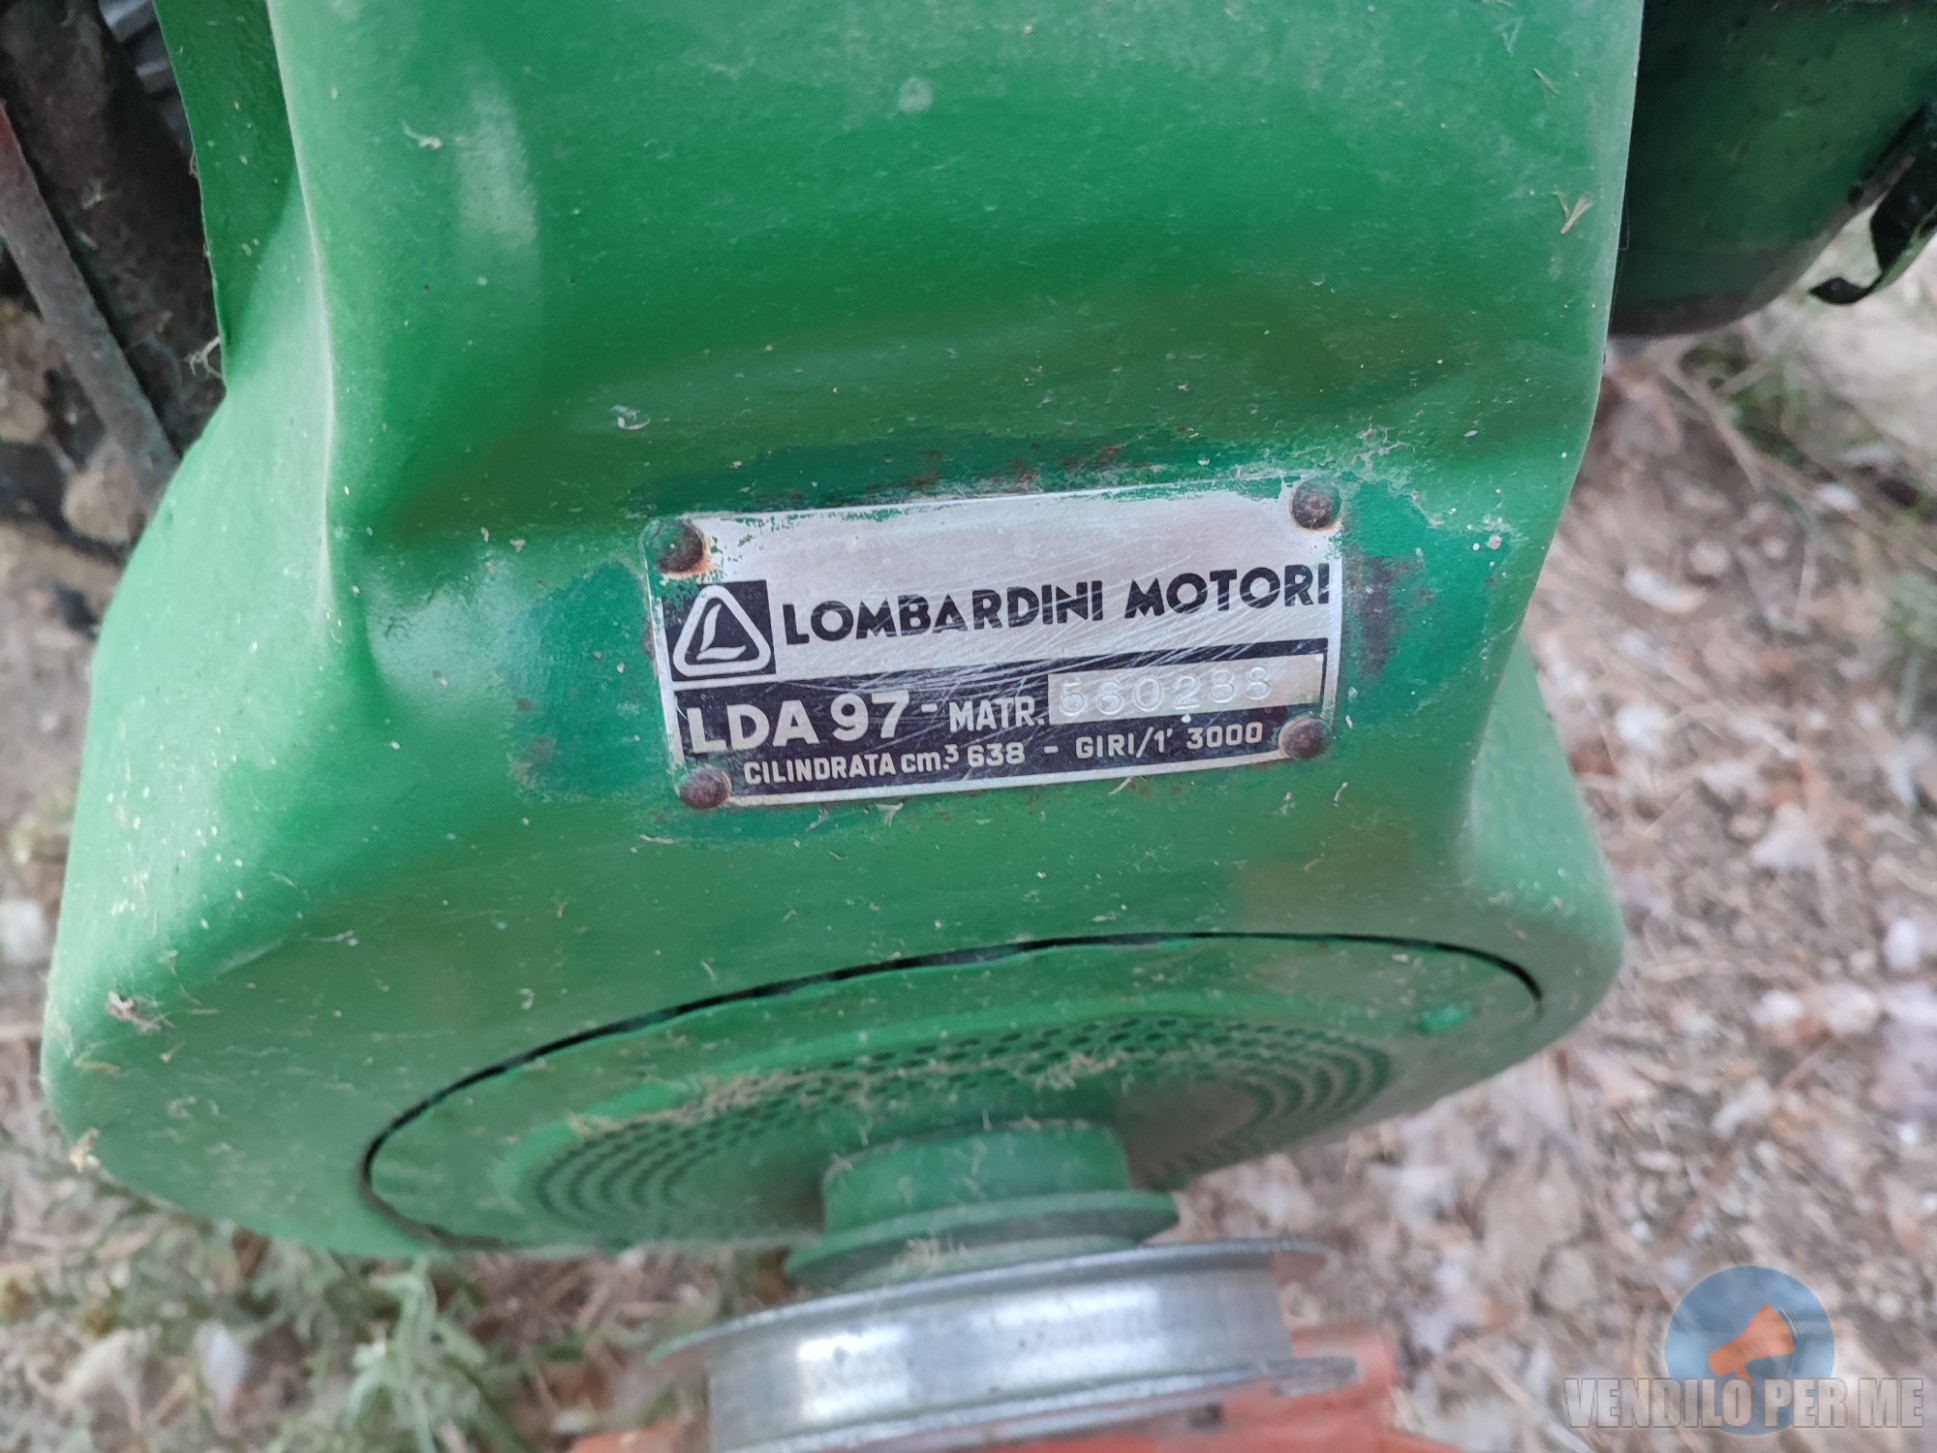 LOMBARDINI MOTORI
LDA 97 - MATR. 560288
CILINDRATA cm.³ 638 - GIRI/1' 3000
VENDILO PER ME